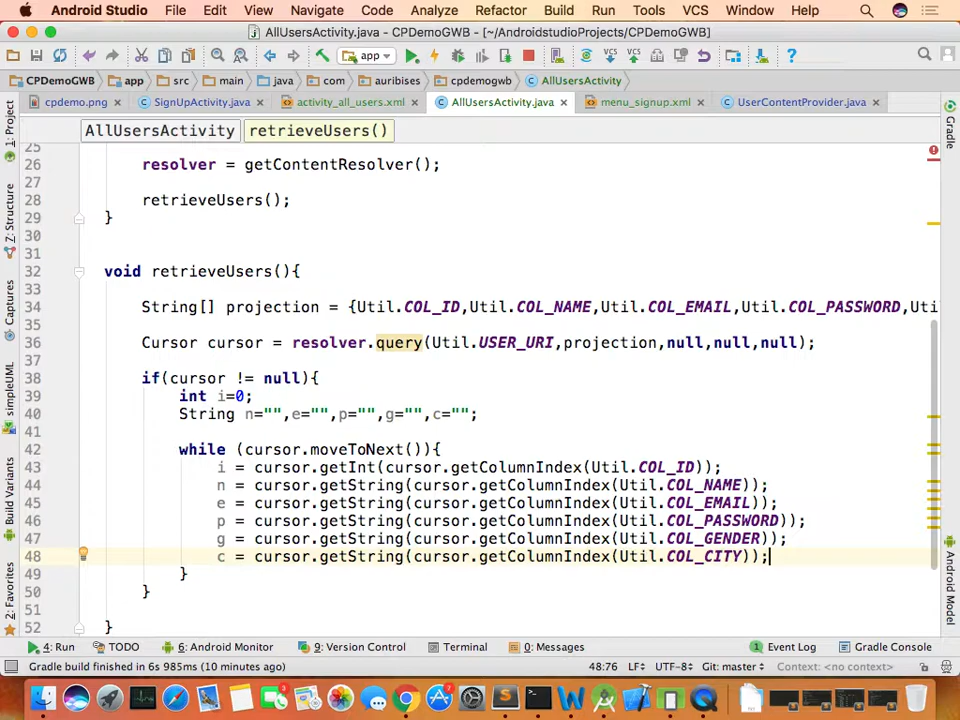 Android Studio File Edit View Navigate Code Analyze Refactor Build Run Tools VCS Window Help
AllUsersActivity.java - CPDemoGWB - [~/AndroidstudioProjects/CPDemoGWB]
app VCS VCS ?
CPDemoGWB app src main java com auribises cpdemogwb AllUsersActivity
cpdemo.png SignUpActivity.java activity_all_users.xml AllUsersActivity.java menu_signup.xml UserContentProvider.java
AllUsersActivity retrieveUsers()
25
26 resolver = getContentResolver();
27
28 retrieveUsers();
29 }
30
31
32 void retrieveUsers(){
34 String[] projection = {Util.COL_ID,Util.COL_NAME,Util.COL_EMAIL,Util.COL_PASSWORD,Uti
35
36 Cursor cursor = resolver.query(Util.USER_URI,projection,null,null,null);
37
38 if(cursor != null){
39 int i=0;
40 String n="",e="",p="",g="",c="";
41
42 while (cursor.moveToNext()){
43 i = cursor.getInt(cursor.getColumnIndex(Util.COL_ID));
44 n = cursor.getString(cursor.getColumnIndex(Util.COL_NAME));
45 e = cursor.getString(cursor.getColumnIndex(Util.COL_EMAIL));
46 p = cursor.getString(cursor.getColumnIndex(Util.COL_PASSWORD));
47 g = cursor.getString(cursor.getColumnIndex(Util.COL_GENDER));
48 c = cursor.getString(cursor.getColumnIndex(Util.COL_CITY));
49 }
50 }
51
52 }
1: Project
7: Structure
Captures
simpleUML
Build Variants
2: Favorites
Gradle
Android Model
4: Run TODO 6: Android Monitor 9: Version Control Terminal 0: Messages Event Log Gradle Console
Gradle build finished in 6s 985ms (10 minutes ago) 48:76 LF UTF-8 Git: master Context: <no context>